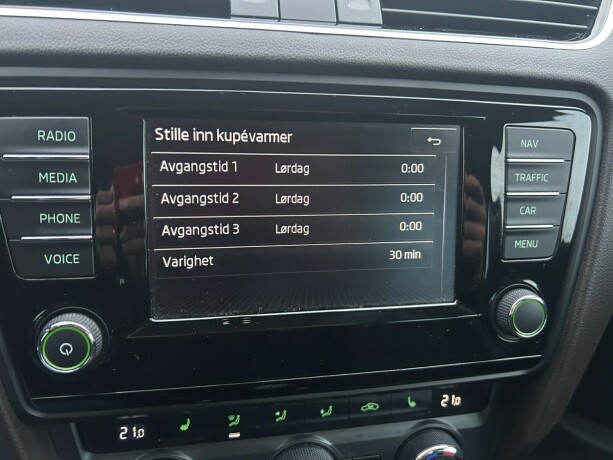 Stille inn kupévarmer
Avgangstid 1 Lørdag 0:00
Avgangstid 2 Lørdag 0:00
Avgangstid 3 Lørdag 0:00
Varighet 30 min
RADIO
MEDIA
PHONE
VOICE
NAV
TRAFFIC
CAR
MENU
21.0
21.0